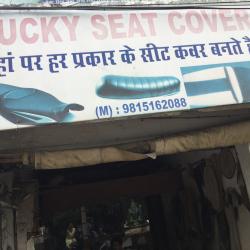 UCKY SEAT COVER
हां पर हर प्रकार के सीट कवर बनते है
(M) : 9815162088